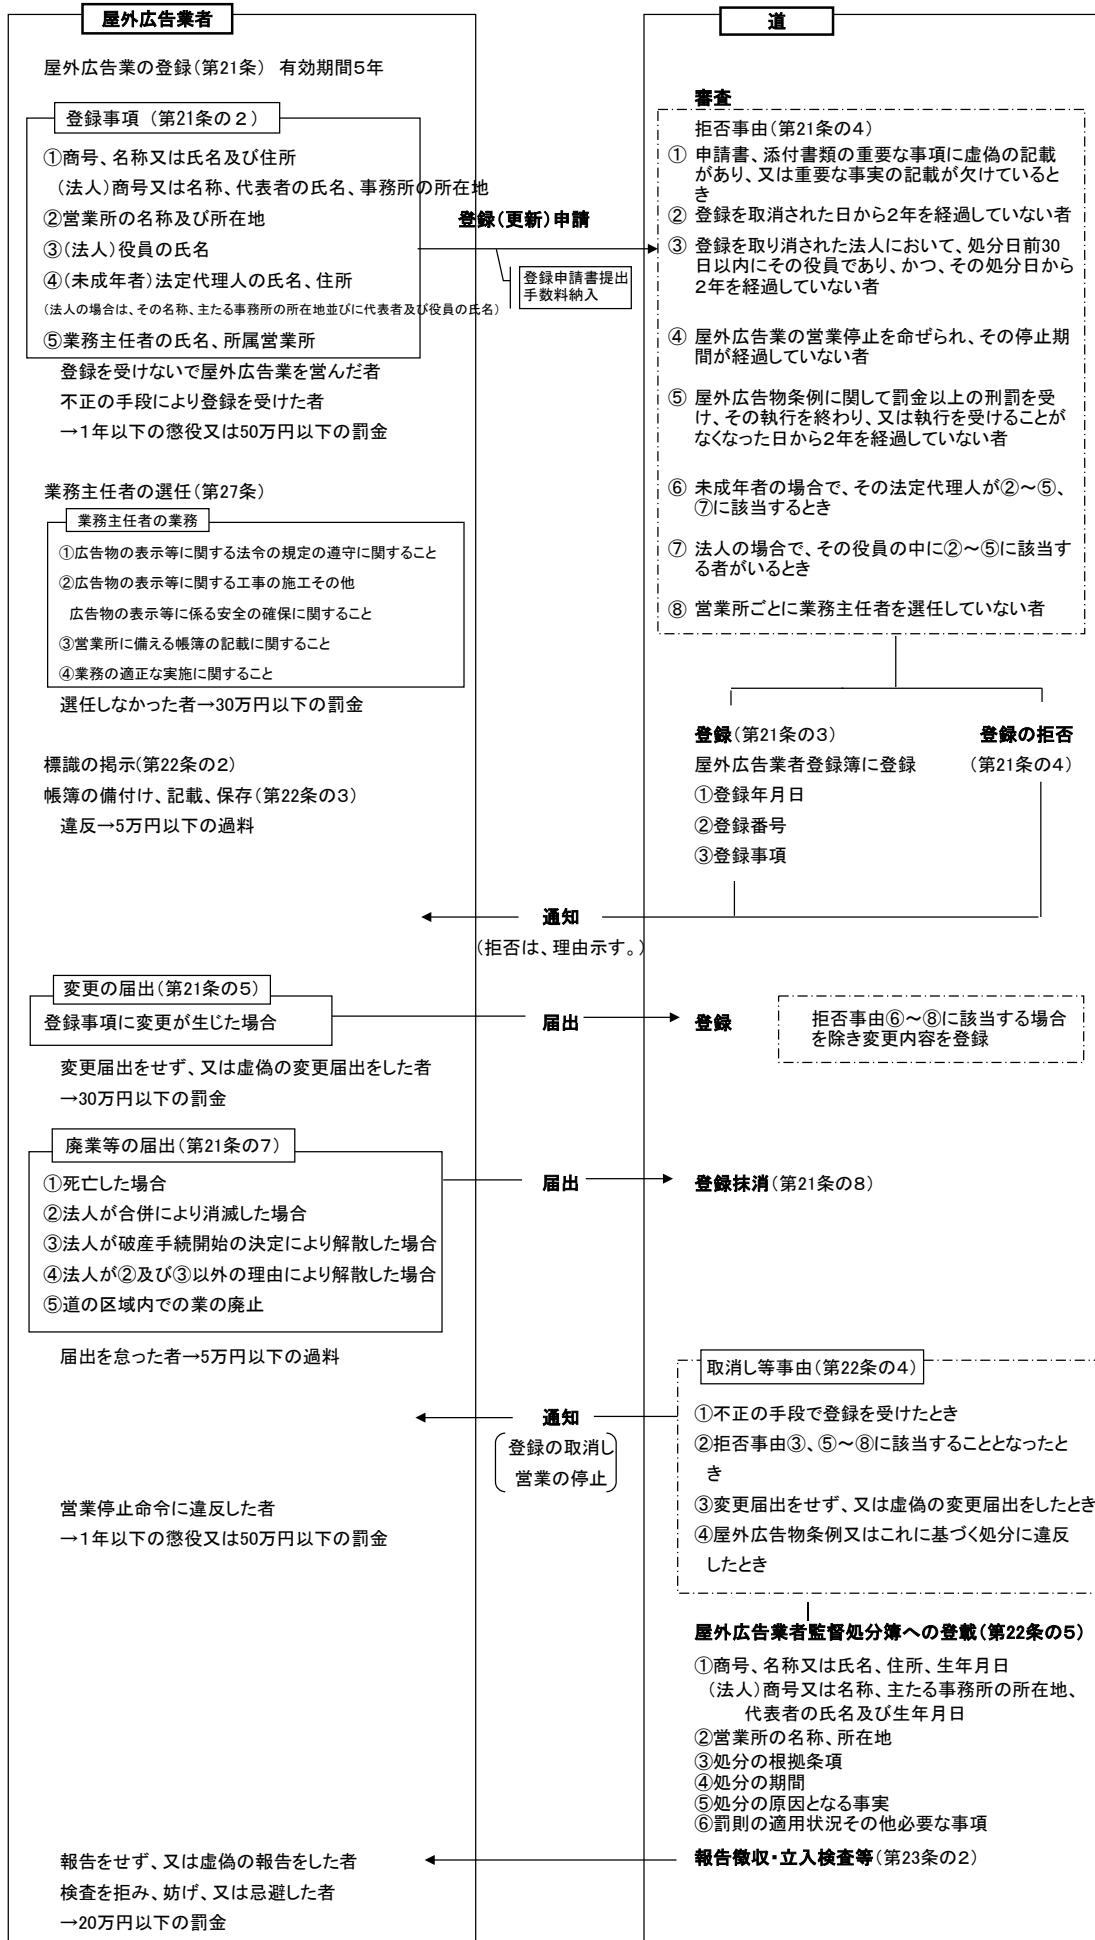 屋外広告業者
屋外広告業の登録(第21条) 有効期間5年
登録事項 (第21条の2)
①商号、名称又は氏名及び住所
(法人)商号又は名称、代表者の氏名、事務所の所在地
②営業所の名称及び所在地
③(法人)役員の氏名
④(未成年者)法定代理人の氏名、住所
(法人の場合は、その名称、主たる事務所の所在地並びに代表者及び役員の氏名)
⑤業務主任者の氏名、所属営業所
登録を受けないで屋外広告業を営んだ者
不正の手段により登録を受けた者
→1年以下の懲役又は50万円以下の罰金
登録(更新)申請
登録申請書提出
手数料納入
道
審査
拒否事由(第21条の4)
① 申請書、添付書類の重要な事項に虚偽の記載
があり、又は重要な事実の記載が欠けていると
き
② 登録を取消された日から2年を経過していない者
③ 登録を取り消された法人において、処分日前30
日以内にその役員であり、かつ、その処分日から
2年を経過していない者
④ 屋外広告業の営業停止を命ぜられ、その停止期
間が経過していない者
⑤ 屋外広告物条例に関して罰金以上の刑罰を受
け、その執行を終わり、又は執行を受けることが
なくなった日から2年を経過していない者
⑥ 未成年者の場合で、その法定代理人が②~⑤、
⑦に該当するとき
⑦ 法人の場合で、その役員の中に②~⑤に該当す
る者がいるとき
⑧ 営業所ごとに業務主任者を選任していない者
業務主任者の選任(第27条)
業務主任者の業務
①広告物の表示等に関する法令の規定の遵守に関すること
②広告物の表示等に関する工事の施工その他
広告物の表示等に係る安全の確保に関すること
③営業所に備える帳簿の記載に関すること
④業務の適正な実施に関すること
選任しなかった者→30万円以下の罰金
標識の掲示(第22条の2)
帳簿の備付け、記載、保存(第22条の3)
違反→5万円以下の過料
登録(第21条の3)
屋外広告業者登録簿に登録
①登録年月日
②登録番号
③登録事項
登録の拒否
(第21条の4)
通知
(拒否は、理由示す。)
変更の届出(第21条の5)
登録事項に変更が生じた場合
届出
登録
拒否事由⑥~⑧に該当する場合
を除き変更内容を登録
変更届出をせず、又は虚偽の変更届出をした者
→30万円以下の罰金
廃業等の届出(第21条の7)
①死亡した場合
②法人が合併により消滅した場合
③法人が破産手続開始の決定により解散した場合
④法人が②及び③以外の理由により解散した場合
⑤道の区域内での業の廃止
届出を怠った者→5万円以下の過料
届出
登録抹消(第21条の8)
取消し等事由(第22条の4)
①不正の手段で登録を受けたとき
②拒否事由③、⑤~⑧に該当することとなったと
き
③変更届出をせず、又は虚偽の変更届出をしたとき
④屋外広告物条例又はこれに基づく処分に違反
したとき
通知
登録の取消し
営業の停止
営業停止命令に違反した者
→1年以下の懲役又は50万円以下の罰金
屋外広告業者監督処分簿への登載(第22条の5)
①商号、名称又は氏名、住所、生年月日
(法人)商号又は名称、主たる事務所の所在地、
代表者の氏名及び生年月日
②営業所の名称、所在地
③処分の根拠条項
④処分の期間
⑤処分の原因となる事実
⑥罰則の適用状況その他必要な事項
報告徴収・立入検査等(第23条の2)
報告をせず、又は虚偽の報告をした者
検査を拒み、妨げ、又は忌避した者
→20万円以下の罰金